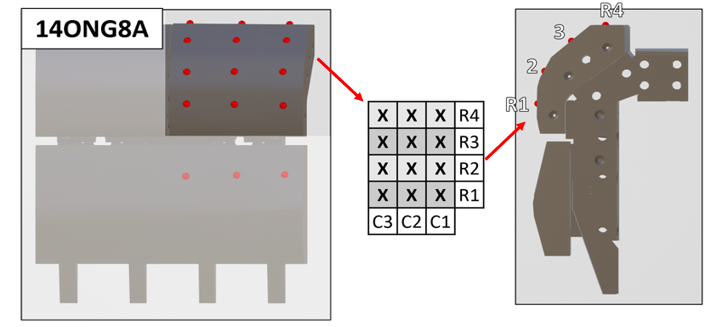 14ONG8A
X X X R4
X X X R3
X X X R2
X X X R1
C3 C2 C1
R4
3
2
R1